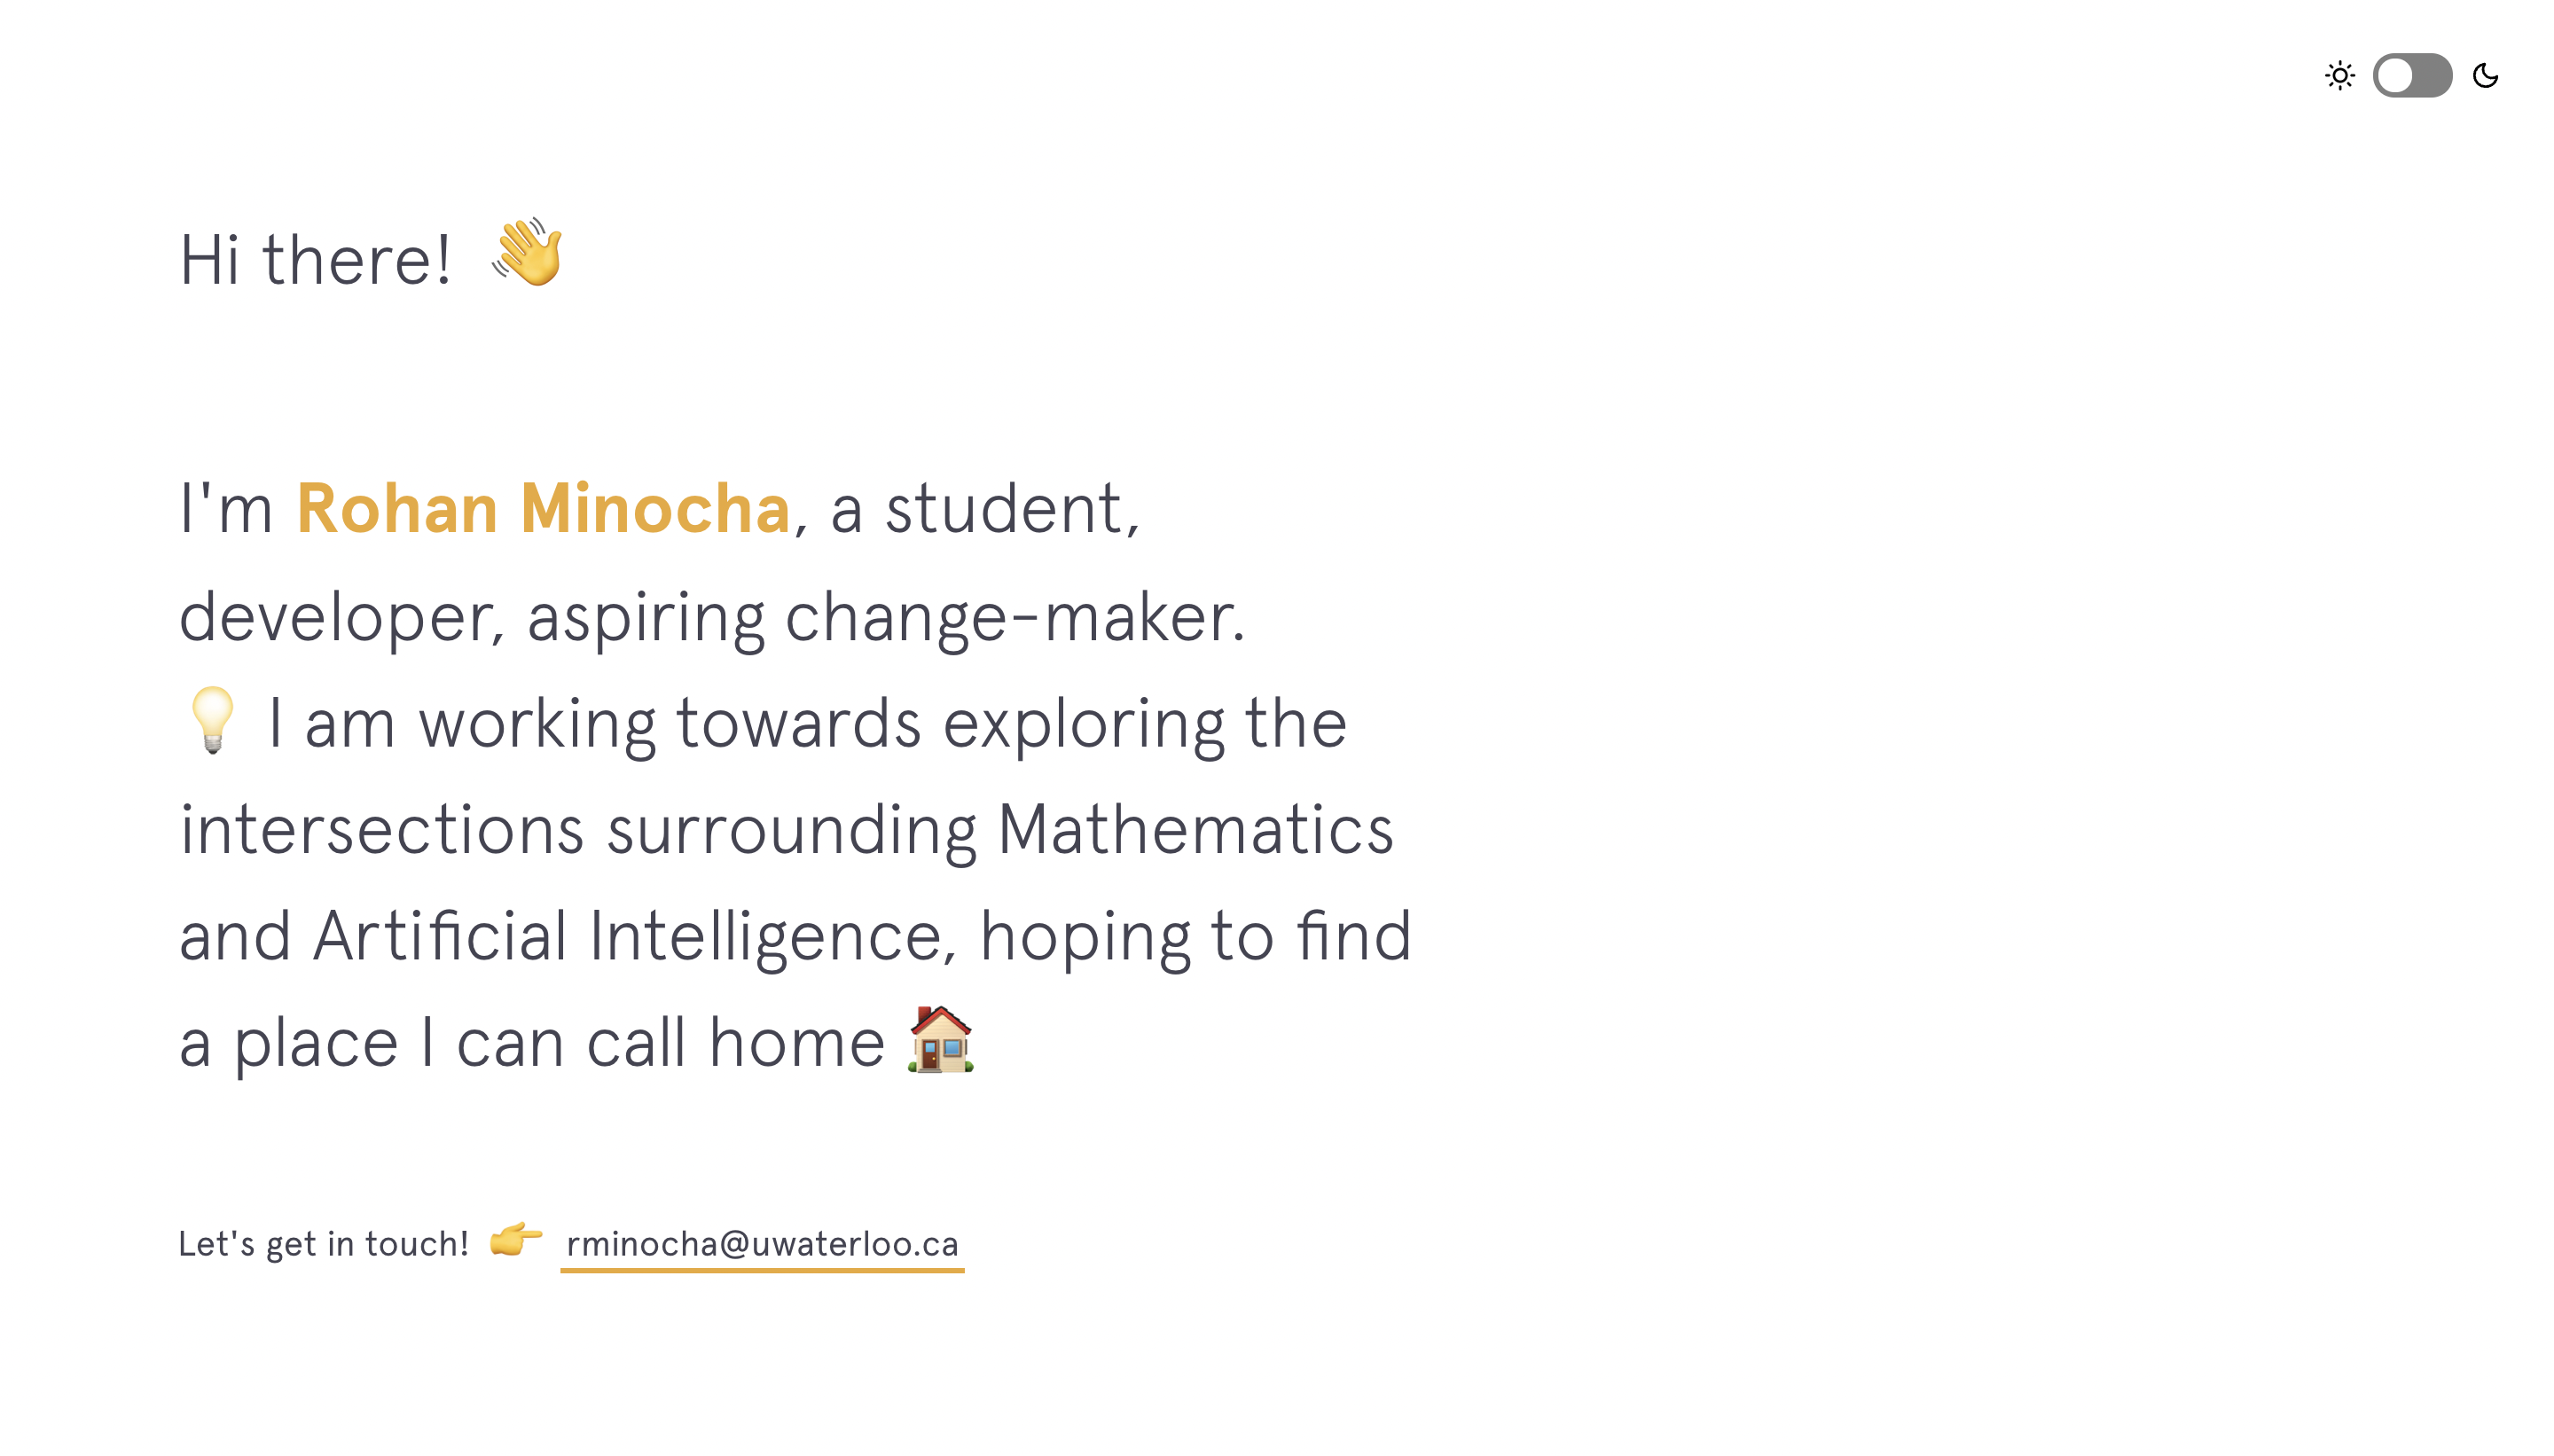 Hi there! 👋
I'm Rohan Minocha, a student,
developer, aspiring change-maker.
💡 I am working towards exploring the
intersections surrounding Mathematics
and Artificial Intelligence, hoping to find
a place I can call home 🏠
Let's get in touch! 👉 rminocha@uwaterloo.ca